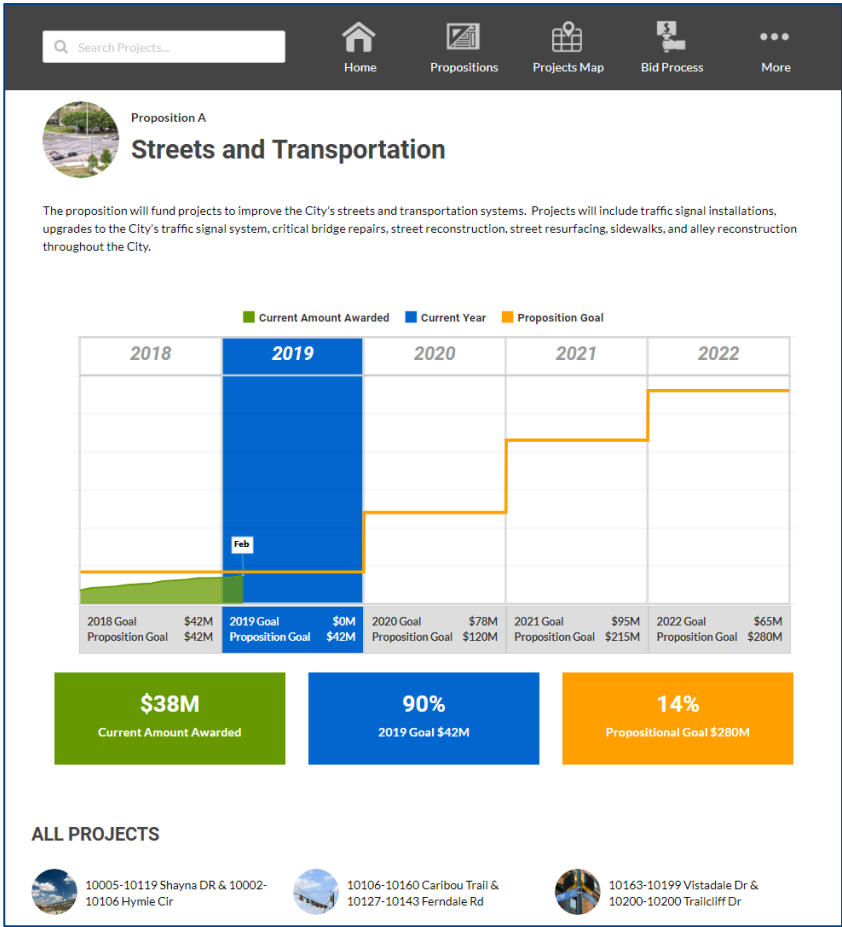 Search Projects...
Home
Propositions
Projects Map
Bid Process
More
Proposition A
Streets and Transportation
The proposition will fund projects to improve the City's streets and transportation systems. Projects will include traffic signal installations,
upgrades to the City's traffic signal system, critical bridge repairs, street reconstruction, street resurfacing, sidewalks, and alley reconstruction
throughout the City.
Current Amount Awarded Current Year Proposition Goal
2018 2019 2020 2021 2022
Feb
2018 Goal $42M 2019 Goal $0M 2020 Goal $78M 2021 Goal $95M 2022 Goal $65M
Proposition Goal $42M Proposition Goal $42M Proposition Goal $120M Proposition Goal $215M Proposition Goal $280M
$38M 90% 14%
Current Amount Awarded 2019 Goal $42M Propositional Goal $280M
ALL PROJECTS
10005-10119 Shayna DR & 10002-
10106 Hymie Cir
10106-10160 Caribou Trail &
10127-10143 Ferndale Rd
10163-10199 Vistadale Dr &
10200-10200 Trailcliff Dr